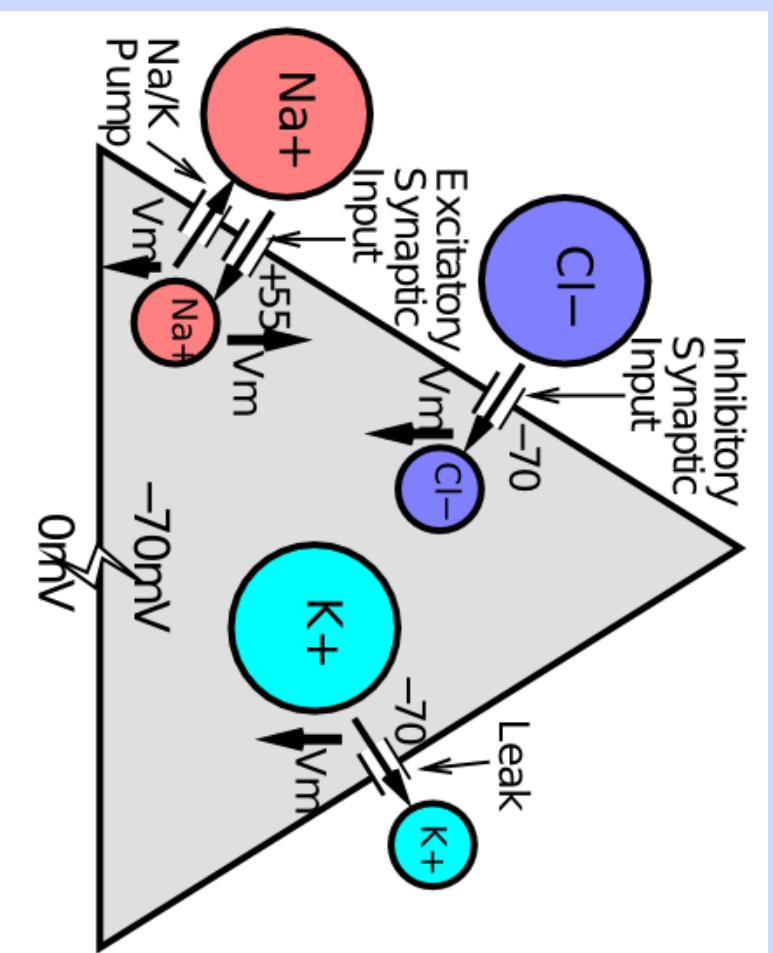 Inhibitory
Synaptic
Input
Cl−
−70
Leak
Excitatory
Synaptic
Input
Cl−
Vm
K+
−70
K+
Vm
Na+
+55
Vm
Na+
Na/K
Pump
Vm
−70mV
0mV